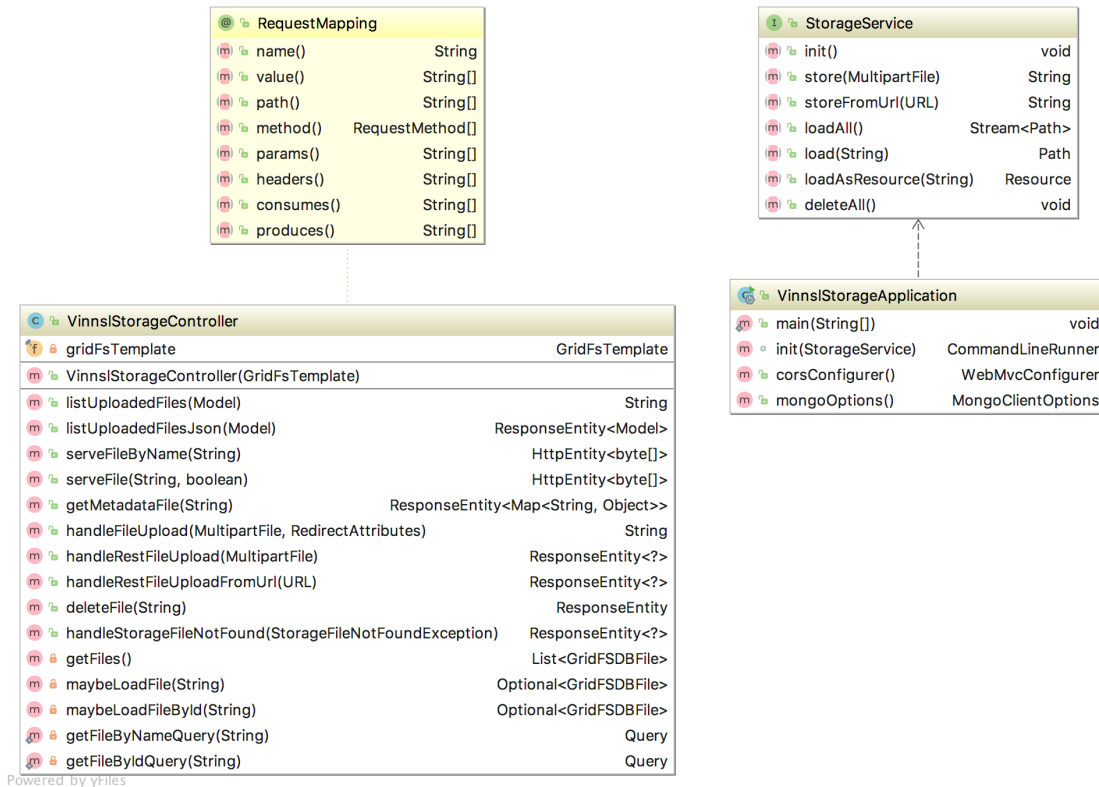 @ RequestMapping
m name() String
m value() String[]
m path() String[]
m method() RequestMethod[]
m params() String[]
m headers() String[]
m consumes() String[]
m produces() String[]
I StorageService
m init() void
m store(MultipartFile) String
m storeFromUrl(URL) String
m loadAll() Stream<Path>
m load(String) Path
m loadAsResource(String) Resource
m deleteAll() void
C VinnslStorageController
f gridFsTemplate GridFsTemplate
m VinnslStorageController(GridFsTemplate)
m listUploadedFiles(Model) String
m listUploadedFilesJson(Model) ResponseEntity<Model>
m serveFileByName(String) HttpEntity<byte[]>
m serveFile(String, boolean) HttpEntity<byte[]>
m getMetadataFile(String) ResponseEntity<Map<String, Object>>
m handleFileUpload(MultipartFile, RedirectAttributes) String
m handleRestFileUpload(MultipartFile) ResponseEntity<?>
m handleRestFileUploadFromUrl(URL) ResponseEntity<?>
m deleteFile(String) ResponseEntity
m handleStorageFileNotFound(StorageFileNotFoundException) ResponseEntity<?>
m getFiles() List<GridFSDBFile>
m maybeLoadFile(String) Optional<GridFSDBFile>
m maybeLoadFileById(String) Optional<GridFSDBFile>
m getFileByNameQuery(String) Query
m getFileByIdQuery(String) Query
C VinnslStorageApplication
m main(String[]) void
m init(StorageService) CommandLineRunner
m corsConfigurer() WebMvcConfigurer
m mongoOptions() MongoClientOptions
Powered by yFiles